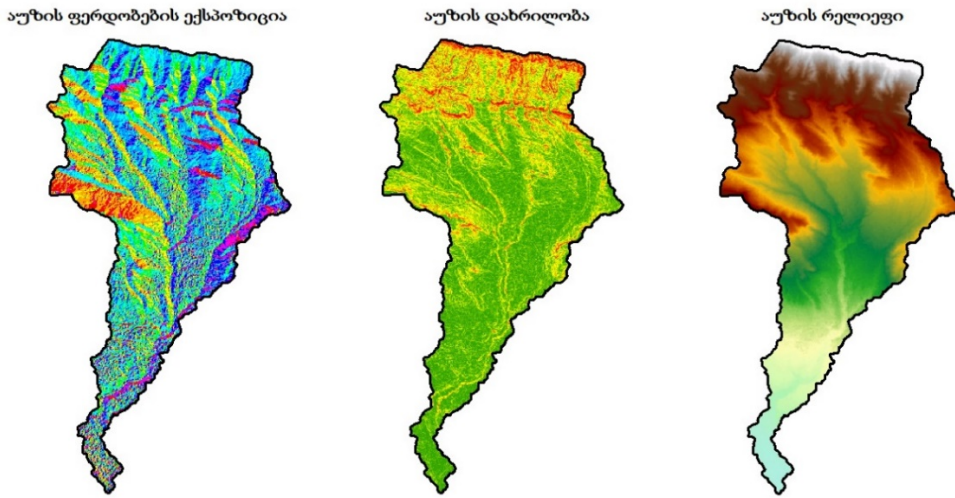 აუზის ფერდობების ექსპოზიცია
აუზის დახრილობა
აუზის რელიეფი